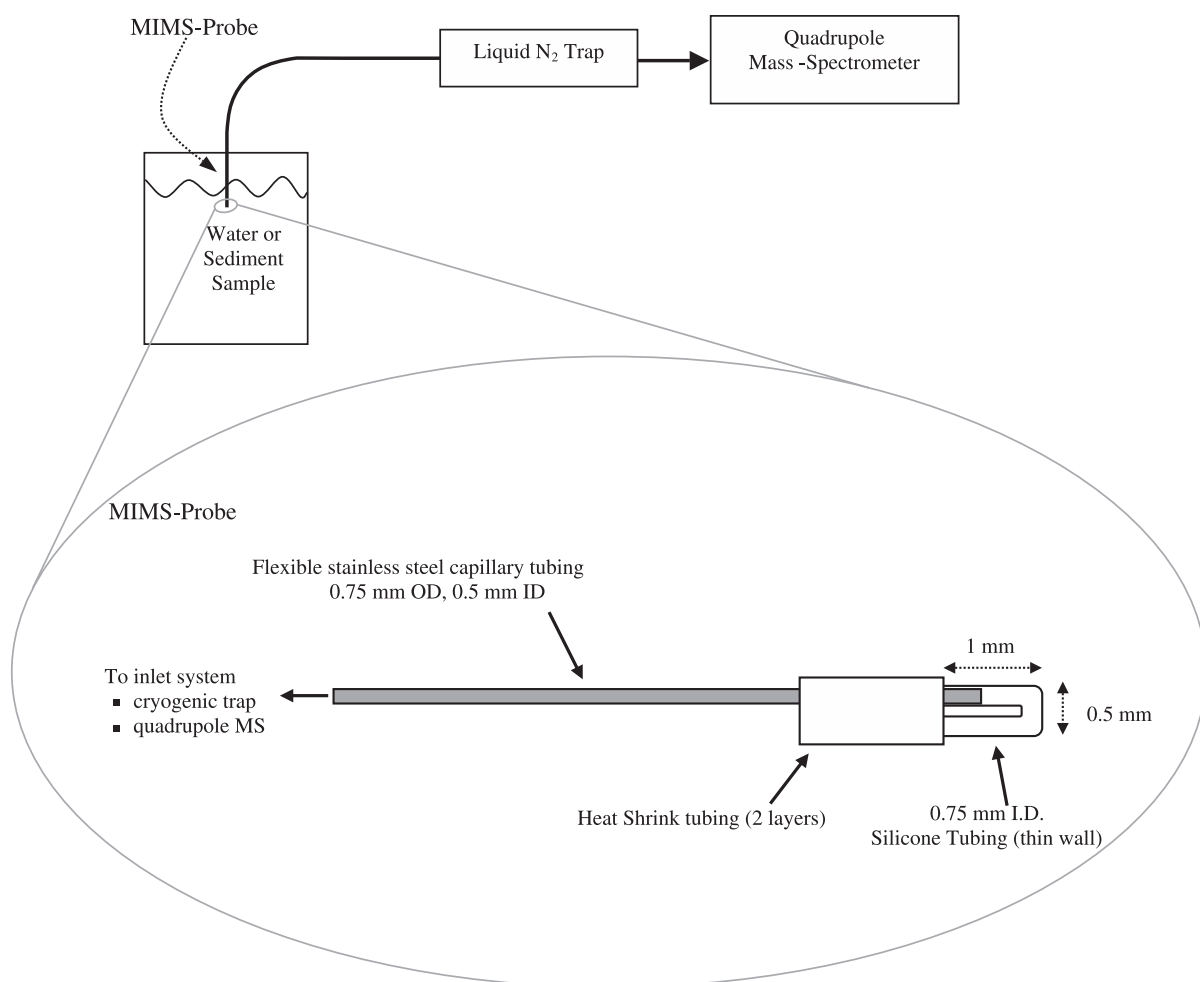 MIMS-Probe
Liquid N₂ Trap
Quadrupole
Mass -Spectrometer
Water or
Sediment
Sample
MIMS-Probe
Flexible stainless steel capillary tubing
0.75 mm OD, 0.5 mm ID
1 mm
To inlet system
▪ cryogenic trap
▪ quadrupole MS
0.5 mm
Heat Shrink tubing (2 layers)
0.75 mm I.D.
Silicone Tubing (thin wall)